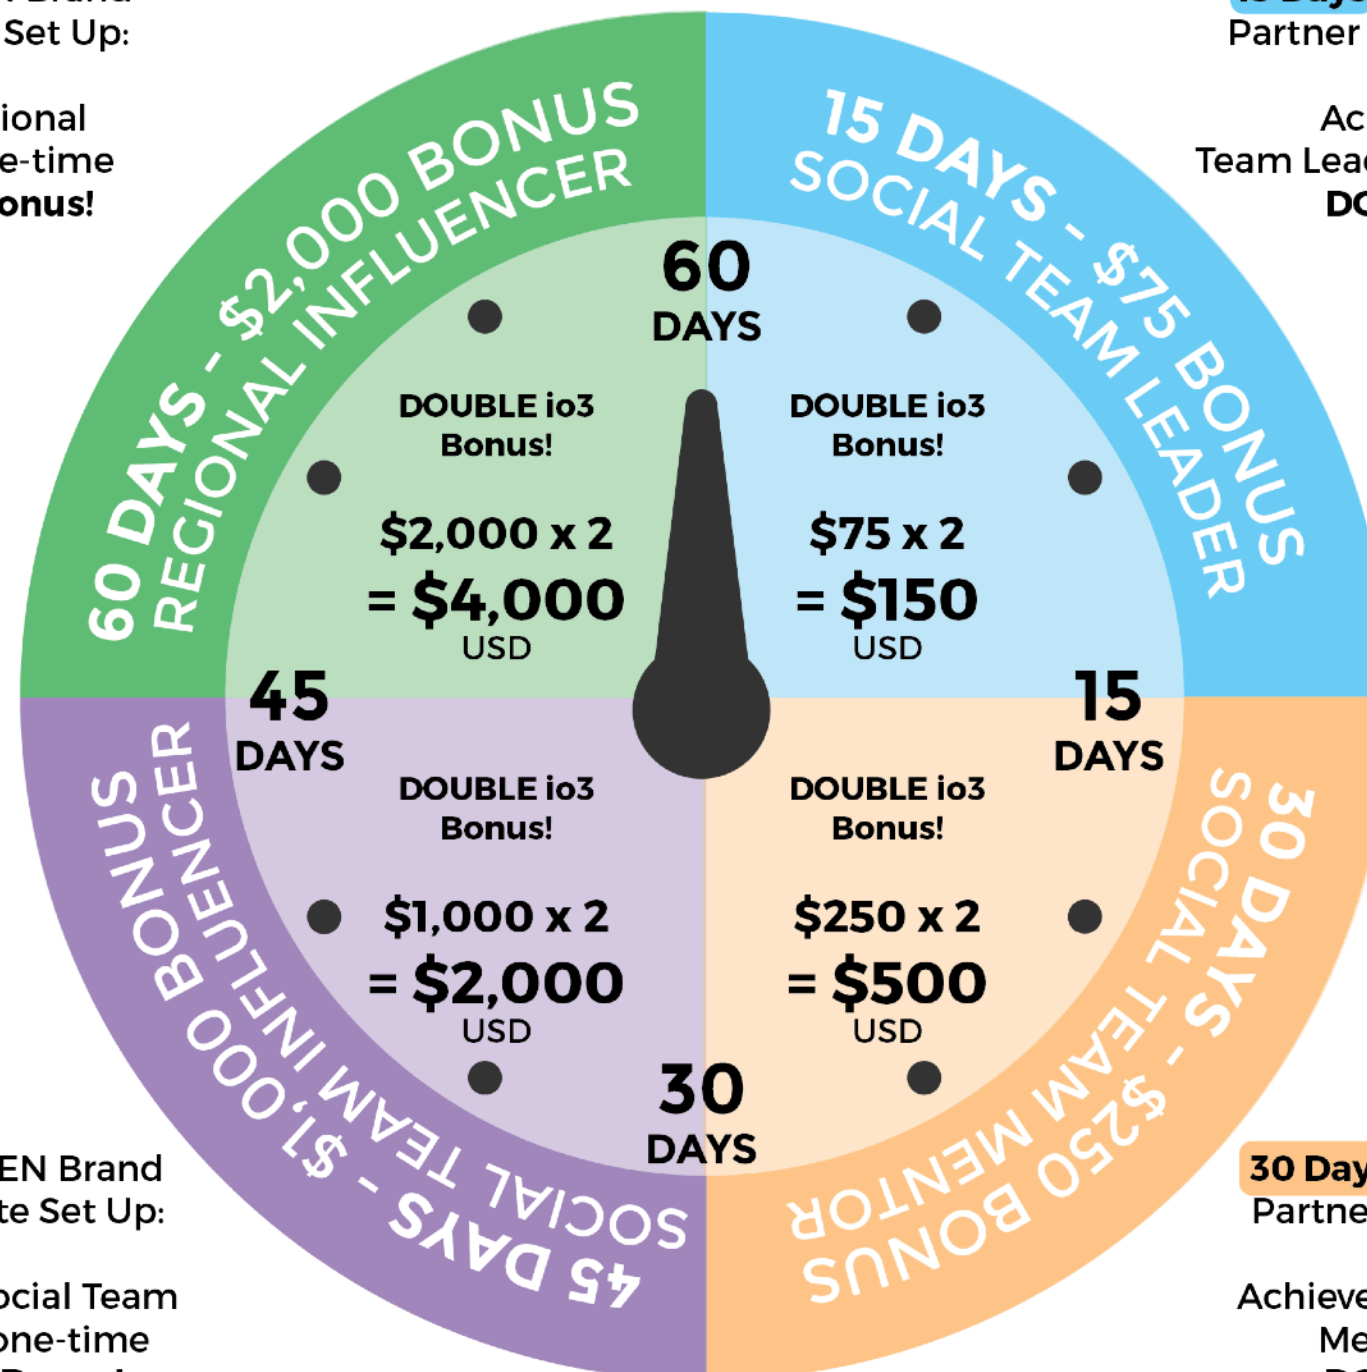 Set Up:
ional
e-time
onus!
Partner
Ac
Team Lead
DO
60 DAYS - $2,000 BONUS
REGIONAL INFLUENCER
15 DAYS - $75 BONUS
SOCIAL TEAM LEADER
60
DAYS
DOUBLE io3
Bonus!
$2,000 x 2
= $4,000
USD
DOUBLE io3
Bonus!
$75 x 2
= $150
USD
45
DAYS
15
DAYS
DOUBLE io3
Bonus!
$1,000 x 2
= $2,000
USD
DOUBLE io3
Bonus!
$250 x 2
= $500
USD
30
DAYS
45 DAYS - $1,000 BONUS
SOCIAL TEAM INFLUENCER
30 DAYS - $250 BONUS
SOCIAL TEAM MENTOR
EN Brand
te Set Up:
ocial Team
one-time
30 Day
Partne
Achieve
Me